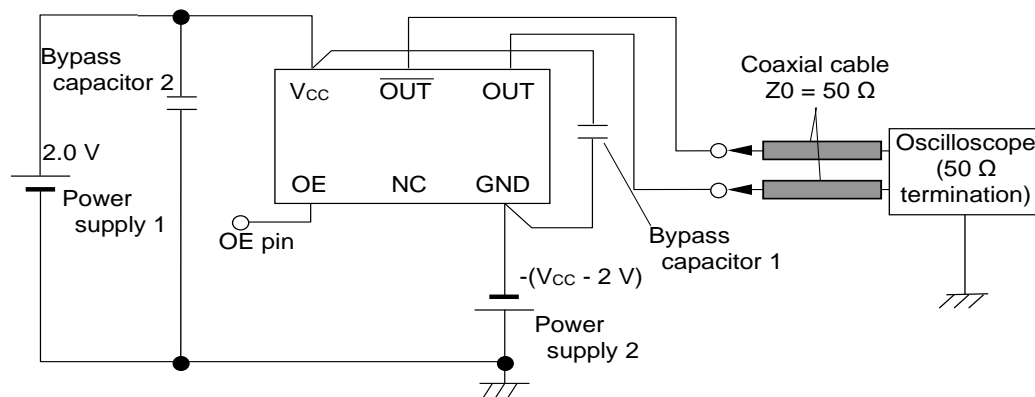 Bypass
capacitor 2
2.0 V
Power
supply 1
VCC
OUT
OUT
OE
NC
GND
OE pin
Bypass
capacitor 1
-(VCC - 2 V)
Power
supply 2
Coaxial cable
Z0 = 50 Ω
Oscilloscope
(50 Ω
termination)